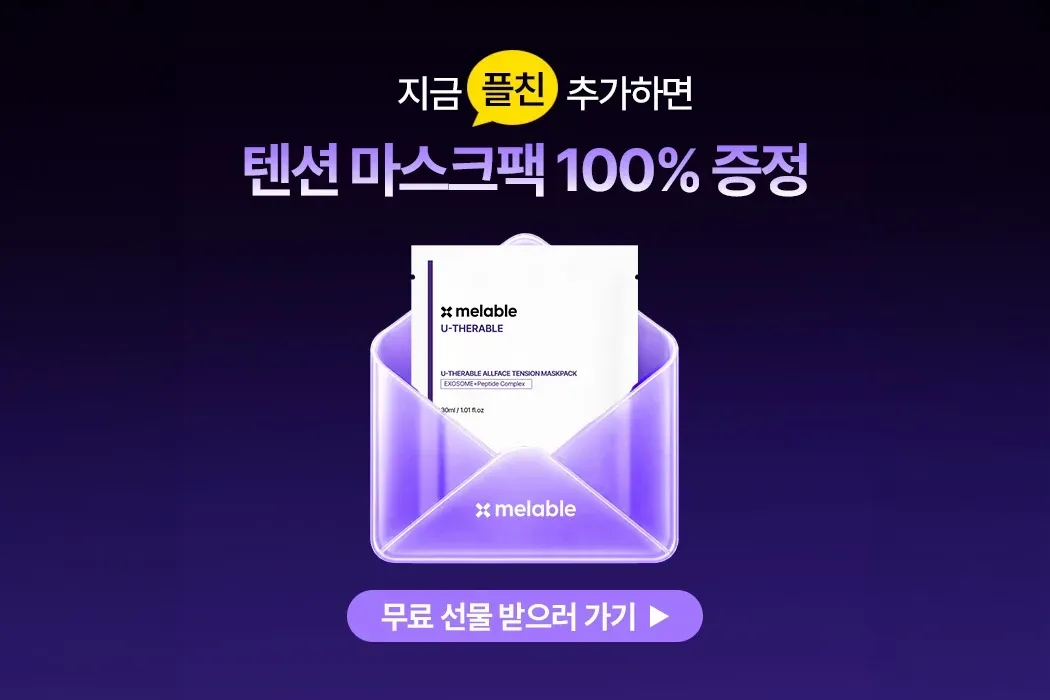 지금 플친 추가하면
텐션 마스크팩 100% 증정
melable
U-THERABLE
U-THERABLE ALLFACE TENSION MASKPACK
EXOSOME+Peptide Complex
30ml / 1.01 fl.oz
melable
무료 선물 받으러 가기 ▶